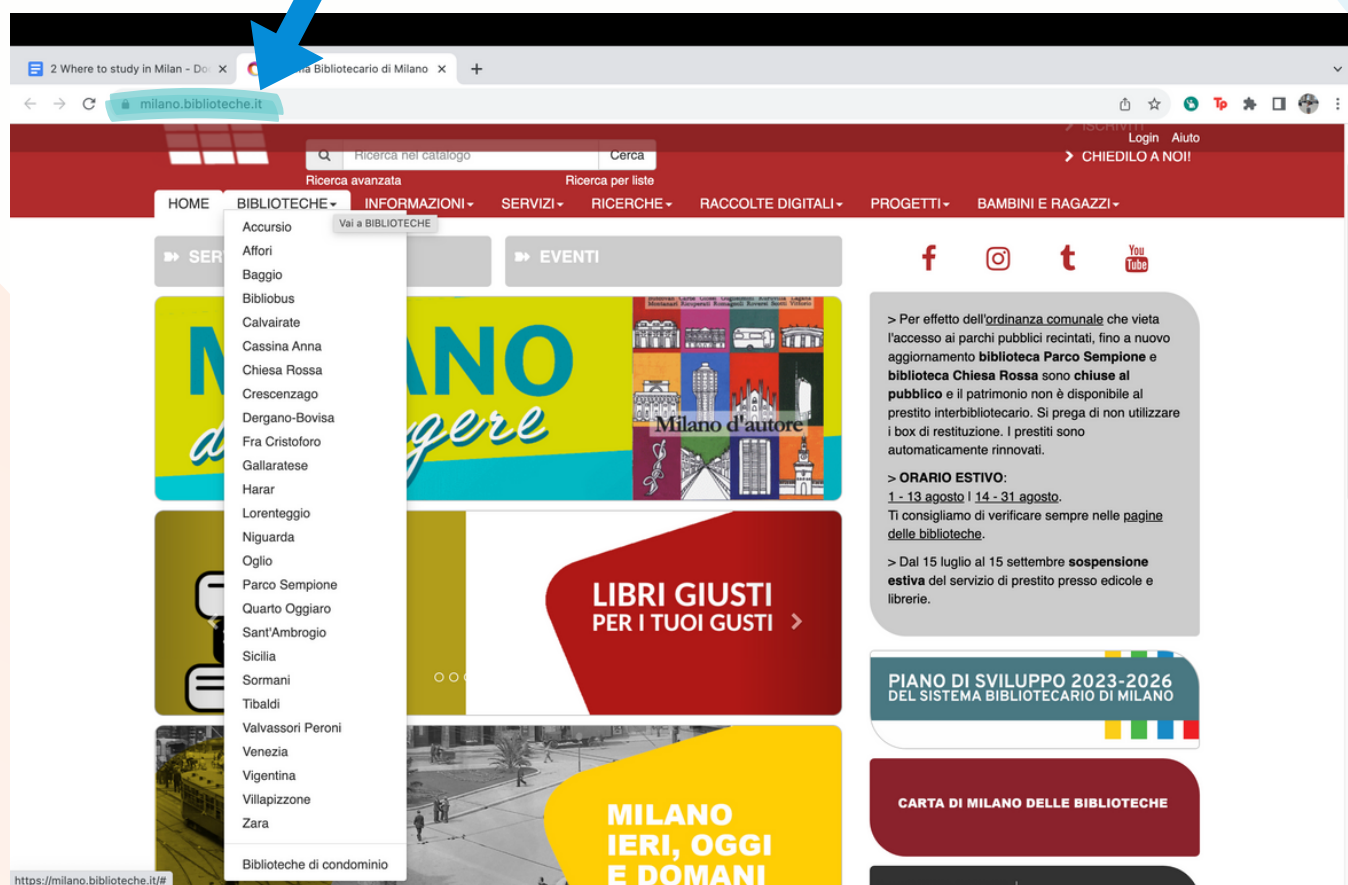 2 Where to study in Milan - Do
Bibliotecario di Milano
milano.biblioteche.it
ISCRIVITI
Login Aiuto
Ricerca nel catalogo Cerca
CHIEDILO A NOI!
Ricerca avanzata Ricerca per liste
HOME BIBLIOTECHE INFORMAZIONI SERVIZI RICERCHE RACCOLTE DIGITALI PROGETTI BAMBINI E RAGAZZI
Vai a BIBLIOTECHE
Accursio
Affori
Baggio
Bibliobus
Calvairate
Cassina Anna
Chiesa Rossa
Crescenzago
Dergano-Bovisa
Fra Cristoforo
Gallaratese
Harar
Lorenteggio
Niguarda
Oglio
Parco Sempione
Quarto Oggiaro
Sant'Ambrogio
Sicilia
Sormani
Tibaldi
Valvassori Peroni
Venezia
Vigentina
Villapizzone
Zara
Biblioteche di condominio
SER
EVENTI
Milano d'autore
LIBRI GIUSTI
PER I TUOI GUSTI
MILANO
IERI, OGGI
E DOMANI
f t You
Tube
> Per effetto
dell'ordinanza comunale che vieta
l'accesso ai parchi pubblici recintati, fino a nuovo
aggiornamento biblioteca Parco Sempione e
biblioteca Chiesa Rossa sono chiuse al
pubblico e il patrimonio non è disponibile al
prestito interbibliotecario. Si prega di non utilizzare
i box di restituzione. I prestiti sono
automaticamente rinnovati.
> ORARIO ESTIVO:
1 - 13 agosto | 14 - 31 agosto.
Ti consigliamo di verificare sempre nelle pagine
delle biblioteche.
> Dal 15 luglio al 15 settembre sospensione
estiva del servizio di prestito presso edicole e
librerie.
PIANO DI SVILUPPO 2023-2026
DEL SISTEMA BIBLIOTECARIO DI MILANO
CARTA DI MILANO DELLE BIBLIOTECHE
https://milano.biblioteche.it/#